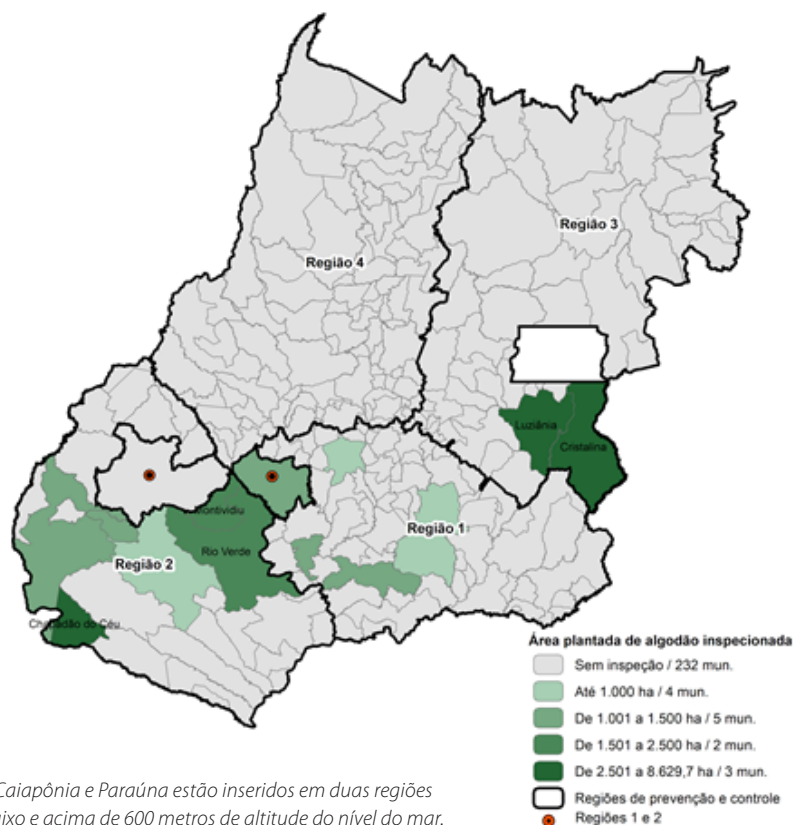 Região 3
Região 4
Luziânia
Cristalina
Montividiu
Região 1
Rio Verde
Região 2
Chapadão do Céu
Área plantada de algodão inspecionada
Sem inspeção / 232 mun.
Até 1.000 ha / 4 mun.
De 1.001 a 1.500 ha / 5 mun.
De 1.501 a 2.500 ha / 2 mun.
De 2.501 a 8.629,7 ha / 3 mun.
Regiões de prevenção e controle
Regiões 1 e 2
Caiapônia e Paraúna estão inseridos em duas regiões
aixo e acima de 600 metros de altitude do nível do mar.